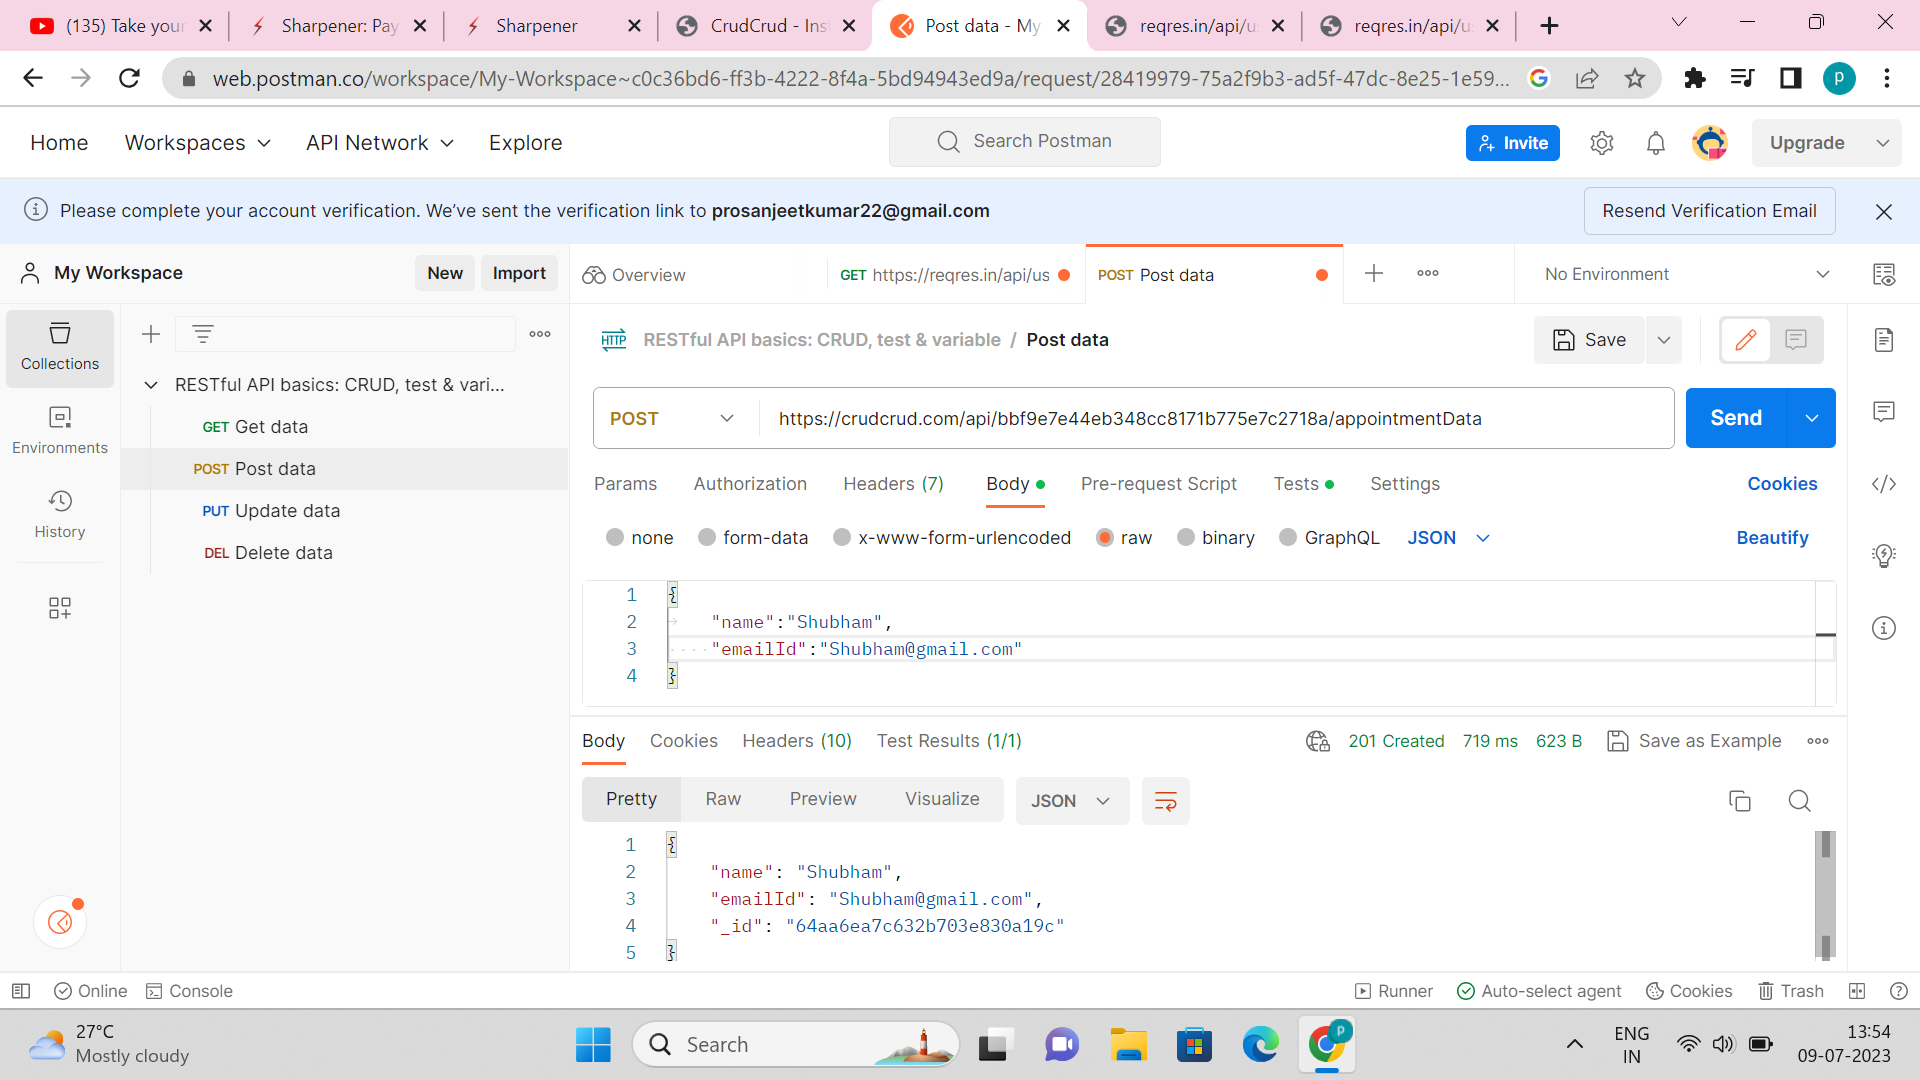 (135) Take your
Sharpener: Pay
Sharpener
CrudCrud - Inst
Post data - My
reqres.in/api/u
reqres.in/api/u
web.postman.co/workspace/My-Workspace~c0c36bd6-ff3b-4222-8f4a-5bd94943ed9a/request/28419979-75a2f9b3-ad5f-47dc-8e25-1e59...
P
Home
Workspaces
API Network
Explore
Search Postman
Invite
Upgrade
Please complete your account verification. We've sent the verification link to prosanjeetkumar22@gmail.com
Resend Verification Email
My Workspace
New
Import
Overview
GET https://reqres.in/api/us
POST Post data
No Environment
Collections
Environments
History
RESTful API basics: CRUD, test & vari...
GET Get data
POST Post data
PUT Update data
DEL Delete data
HTTP
RESTful API basics: CRUD, test & variable / Post data
Save
POST
https://crudcrud.com/api/bbf9e7e44eb348cc8171b775e7c2718a/appointmentData
Send
Params
Authorization
Headers (7)
Body
Pre-request Script
Tests
Settings
Cookies
none
form-data
x-www-form-urlencoded
raw
binary
GraphQL
JSON
Beautify
1 {
2 "name":"Shubham",
3 "emailId":"Shubham@gmail.com"
4 }
Body
Cookies
Headers (10)
Test Results (1/1)
201 Created
719 ms
623 B
Save as Example
Pretty
Raw
Preview
Visualize
JSON
1 {
2 "name": "Shubham",
3 "emailId": "Shubham@gmail.com",
4 "_id": "64aa6ea7c632b703e830a19c"
5 }
Online
Console
Runner
Auto-select agent
Cookies
Trash
27°C
Mostly cloudy
Search
P
ENG
IN
13:54
09-07-2023